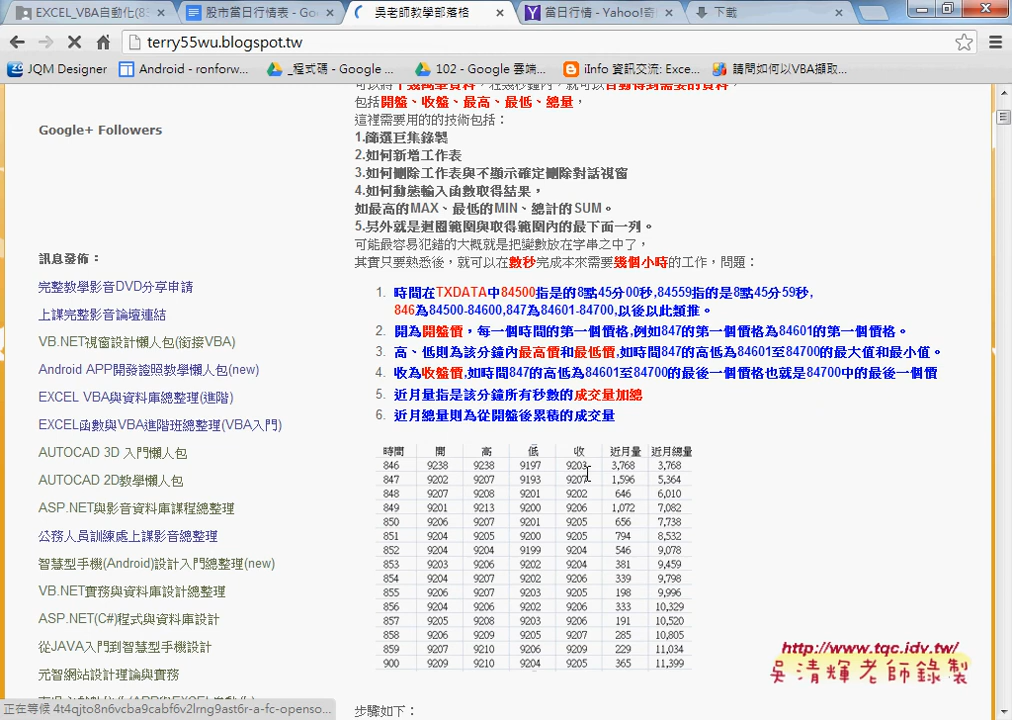 EXCEL_VBA自動化(83
股市當日行情表 - Go
吳老師教學部落格
當日行情 - Yahoo!奇
下載
terry55wu.blogspot.tw
JQM Designer
Android - ronforw...
_程式碼 - Google ...
102 - Google 雲端...
iInfo 資訊交流: Exce...
請問如何以VBA擷取...
包括開盤、收盤、最高、最低、總量，
Google+ Followers
這裡需要用的的技術包括：
1.篩選巨集錄製
2.如何新增工作表
3.如何刪除工作表與不顯示確定刪除對話視窗
4.如何動態輸入函數取得結果，
如最高的MAX、最低的MIN、總計的SUM。
5.另外就是迴圈範圍與取得範圍內的最下面一列。
可能最容易犯錯的大概就是把變數放在字串之中了，
其實只要熟悉後，就可以在數秒完成本來需要幾個小時的工作，問題：
訊息發佈：
完整教學影音DVD分享申請
上課完整影音論壇連結
VB.NET視窗設計懶人包(銜接VBA)
Android APP開發證照教學懶人包(new)
EXCEL VBA與資料庫總整理(進階)
EXCEL函數與VBA進階班總整理(VBA入門)
AUTOCAD 3D 入門懶人包
AUTOCAD 2D教學懶人包
ASP.NET與影音資料庫課程總整理
公務人員訓練處上課影音總整理
智慧型手機(Android)設計入門總整理(new)
VB.NET實務與資料庫設計總整理
ASP.NET(C#)程式與資料庫設計
從JAVA入門到智慧型手機設計
元智網站設計理論與實務
1. 時間在TXDATA中84500指是的8點45分00秒,84559指的是8點45分59秒,
846為84500-84600,847為84601-84700,以後以此類推。
2. 開為開盤價，每一個時間的第一個價格,例如847的第一個價格為84601的第一個價格。
3. 高、低則為該分鐘內最高價和最低價,如時間847的高低為84601至84700的最大值和最小值。
4. 收為收盤價,如時間847的高低為84601至84700的最後一個價格也就是84700中的最後一個價
5. 近月量指是該分鐘所有秒數的成交量加總
6. 近月總量則為從開盤後累積的成交量
時間 開 高 低 收 近月量 近月總量
846 9238 9238 9197 9203 3,768 3,768
847 9202 9207 9193 9207 1,596 5,364
848 9207 9208 9201 9202 646 6,010
849 9201 9213 9200 9206 1,072 7,082
850 9206 9207 9201 9205 656 7,738
851 9204 9205 9200 9205 794 8,532
852 9204 9204 9199 9204 546 9,078
853 9203 9206 9202 9204 381 9,459
854 9204 9207 9202 9206 339 9,798
855 9206 9207 9203 9205 198 9,996
856 9204 9206 9202 9206 333 10,329
857 9205 9206 9203 9206 191 10,520
858 9206 9209 9205 9207 285 10,805
859 9207 9210 9206 9209 229 11,034
900 9209 9210 9204 9205 365 11,399
步驟如下：
http://www.tqc.idv.tw/
吳清輝老師錄製
正在等候 4t4qjto8n6vcba9cabf6v2lrng9ast6r-a-fc-openso...